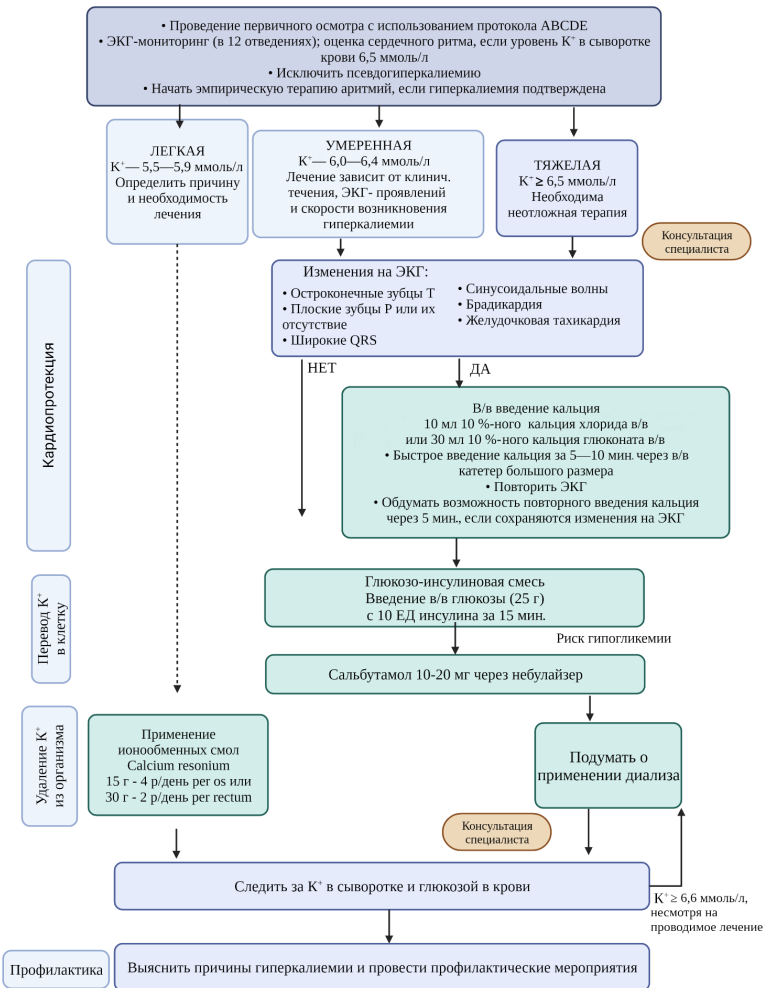 • Проведение первичного осмотра с использованием протокола ABCDE
• ЭКГ-мониторинг (в 12 отведениях); оценка сердечного ритма, если уровень К⁺ в сыворотке
крови 6,5 ммоль/л
• Исключить псевдогиперкалиемию
• Начать эмпирическую терапию аритмий, если гиперкалиемия подтверждена
ЛЕГКАЯ
К⁺— 5,5—5,9 ммоль/л
Определить причину
и необходимость
лечения
УМЕРЕННАЯ
К⁺— 6,0—6,4 ммоль/л
Лечение зависит от клинич.
течения, ЭКГ- проявлений
и скорости возникновения
гиперкалиемии
ТЯЖЕЛАЯ
К⁺≥ 6,5 ммоль/л
Необходима
неотложная терапия
Консультация
специалиста
Кардиопротекция
Изменения на ЭКГ:
• Остроконечные зубцы Т
• Плоские зубцы Р или их
отсутствие
• Широкие QRS
• Синусоидальные волны
• Брадикардия
• Желудочковая тахикардия
НЕТ
ДА
В/в введение кальция
10 мл 10 %-ного кальция хлорида в/в
или 30 мл 10 %-ного кальция глюконата в/в
• Быстрое введение кальция за 5—10 мин. через в/в
катетер большого размера
• Повторить ЭКГ
• Обдумать возможность повторного введения кальция
через 5 мин., если сохраняются изменения на ЭКГ
Перевод К⁺
в клетку
Глюкозо-инсулиновая смесь
Введение в/в глюкозы (25 г)
с 10 ЕД инсулина за 15 мин.
Риск гипогликемии
Сальбутамол 10-20 мг через небулайзер
Удаление К⁺
из организма
Применение
ионообменных смол
Calcium resonium
15 г - 4 р/день per os или
30 г - 2 р/день per rectum
Подумать о
применении диализа
Консультация
специалиста
Следить за К⁺ в сыворотке и глюкозой в крови
К⁺≥ 6,6 ммоль/л,
несмотря на
проводимое лечение
Профилактика
Выяснить причины гиперкалиемии и провести профилактические мероприятия